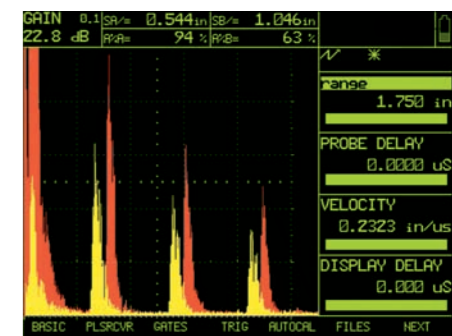 GAIN 0.1 SA/= 0.544in SB/= 1.046in
22.8 dB A%A= 94 % A%B= 63 %
range
1.750 in
PROBE DELAY
0.0000 uS
VELOCITY
0.2323 in/us
DISPLAY DELAY
0.000 uS
BASIC PLSRCVR GATES TRIG AUTOCAL FILES NEXT